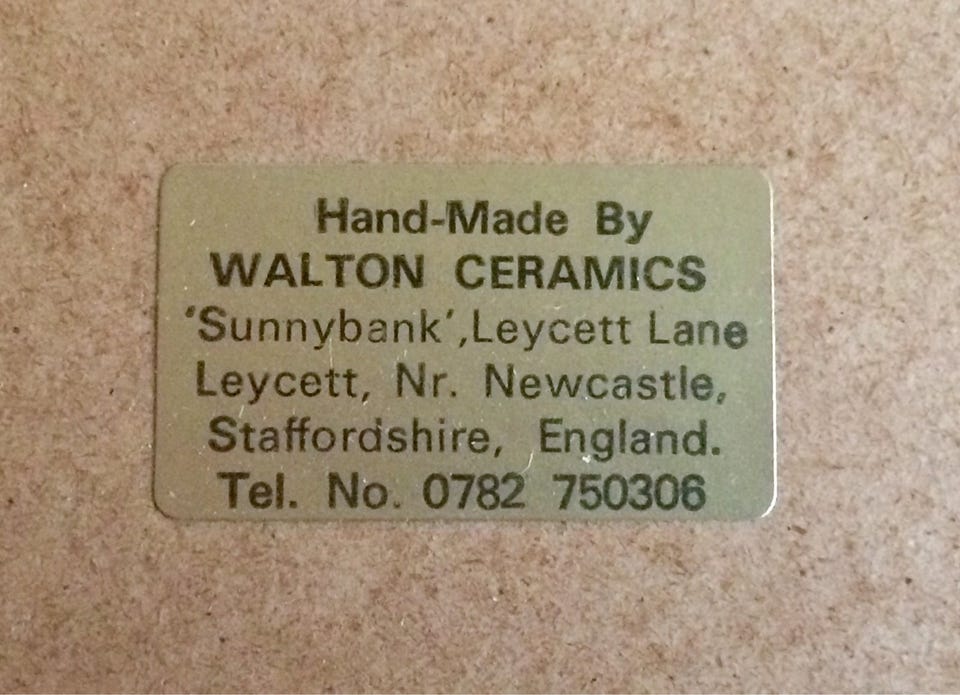 Hand-Made By
WALTON CERAMICS
'Sunnybank',Leycett Lane
Leycett, Nr. Newcastle,
Staffordshire, England.
Tel. No. 0782 750306